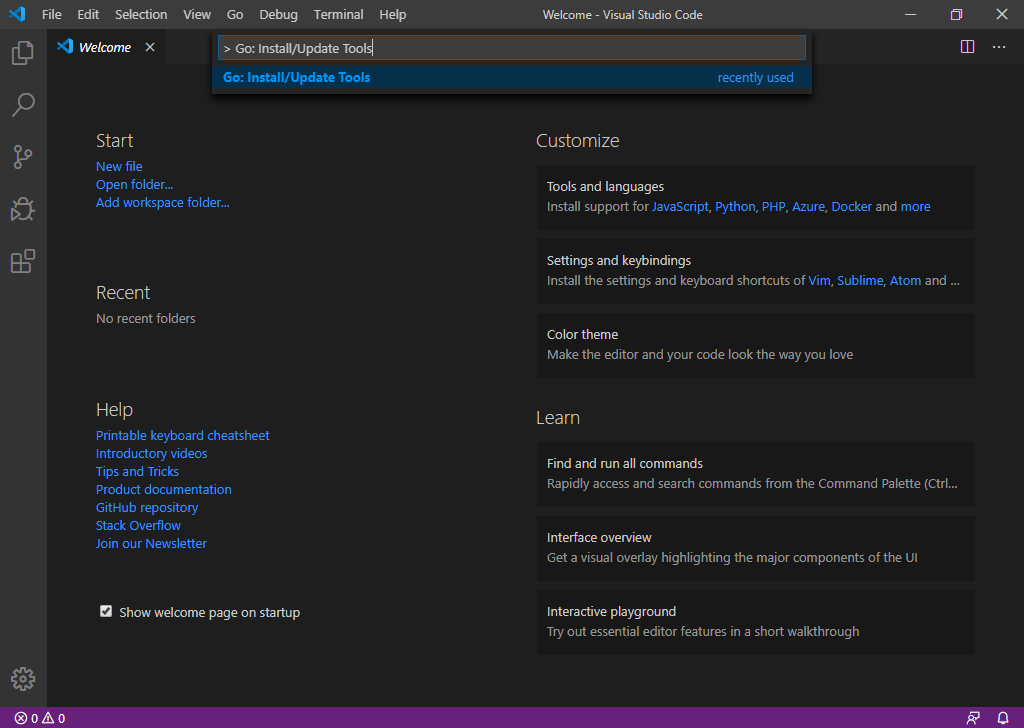 File Edit Selection View Go Debug Terminal Help Welcome - Visual Studio Code
Welcome
> Go: Install/Update Tools
Go: Install/Update Tools recently used
Start
New file
Open folder...
Add workspace folder...
Recent
No recent folders
Help
Printable keyboard cheatsheet
Introductory videos
Tips and Tricks
Product documentation
GitHub repository
Stack Overflow
Join our Newsletter
Show welcome page on startup
Customize
Tools and languages
Install support for JavaScript, Python, PHP, Azure, Docker and more
Settings and keybindings
Install the settings and keyboard shortcuts of Vim, Sublime, Atom and ...
Color theme
Make the editor and your code look the way you love
Learn
Find and run all commands
Rapidly access and search commands from the Command Palette (Ctrl...
Interface overview
Get a visual overlay highlighting the major components of the UI
Interactive playground
Try out essential editor features in a short walkthrough
0 0